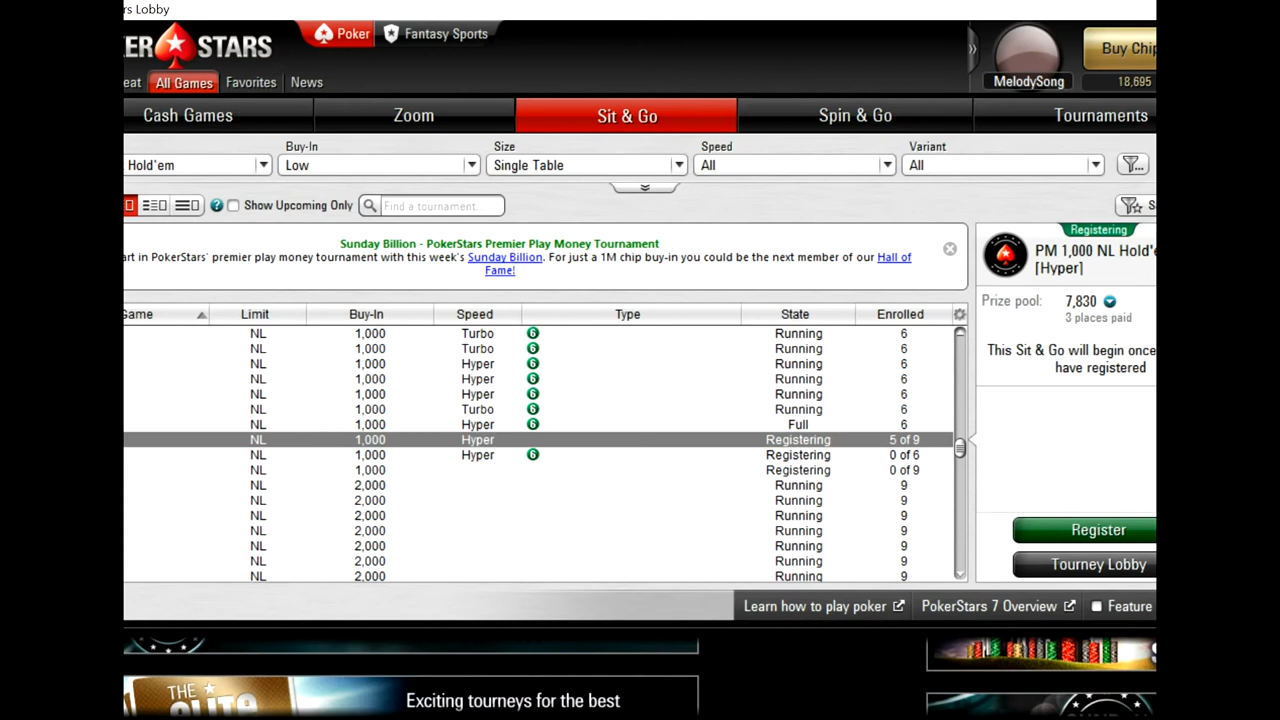 rs Lobby
ER STARS
Poker
Fantasy Sports
MelodySong
Buy Chip
18,695
eat
All Games
Favorites
News
Cash Games
Zoom
Sit & Go
Spin & Go
Tournaments
Buy-In
Size
Speed
Variant
Hold'em
Low
Single Table
All
All
Show Upcoming Only
Find a tournament...
S
Sunday Billion - PokerStars Premier Play Money Tournament
art in PokerStars' premier play money tournament with this week's Sunday Billion. For just a 1M chip buy-in you could be the next member of our Hall of
Fame!
Registering
PM 1,000 NL Hold'e
[Hyper]
Prize pool: 7,830
3 places paid
This Sit & Go will begin once
have registered
Game Limit Buy-In Speed Type State Enrolled
NL 1,000 Turbo 6 Running 6
NL 1,000 Turbo 6 Running 6
NL 1,000 Hyper 6 Running 6
NL 1,000 Hyper 6 Running 6
NL 1,000 Hyper 6 Running 6
NL 1,000 Turbo 6 Running 6
NL 1,000 Hyper 6 Full 6
NL 1,000 Hyper Registering 5 of 9
NL 1,000 Hyper 6 Registering 0 of 6
NL 1,000 Registering 0 of 9
NL 2,000 Running 9
NL 2,000 Running 9
NL 2,000 Running 9
NL 2,000 Running 9
NL 2,000 Running 9
NL 2,000 Running 9
NL 2,000 Running 9
Register
Tourney Lobby
Learn how to play poker
PokerStars 7 Overview
Feature
THE
Exciting tourneys for the best